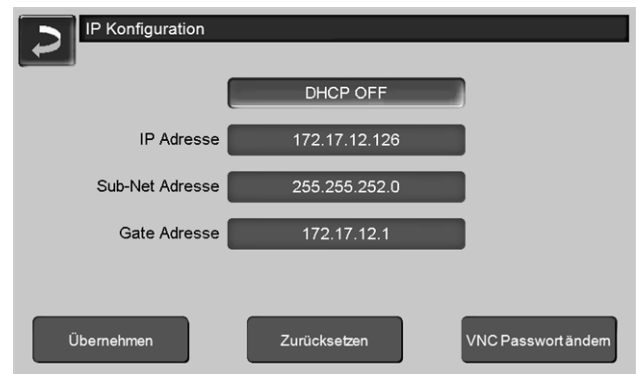 IP Konfiguration
DHCP OFF
IP Adresse 172.17.12.126
Sub-Net Adresse 255.255.252.0
Gate Adresse 172.17.12.1
Übernehmen Zurücksetzen VNC Passwort ändern